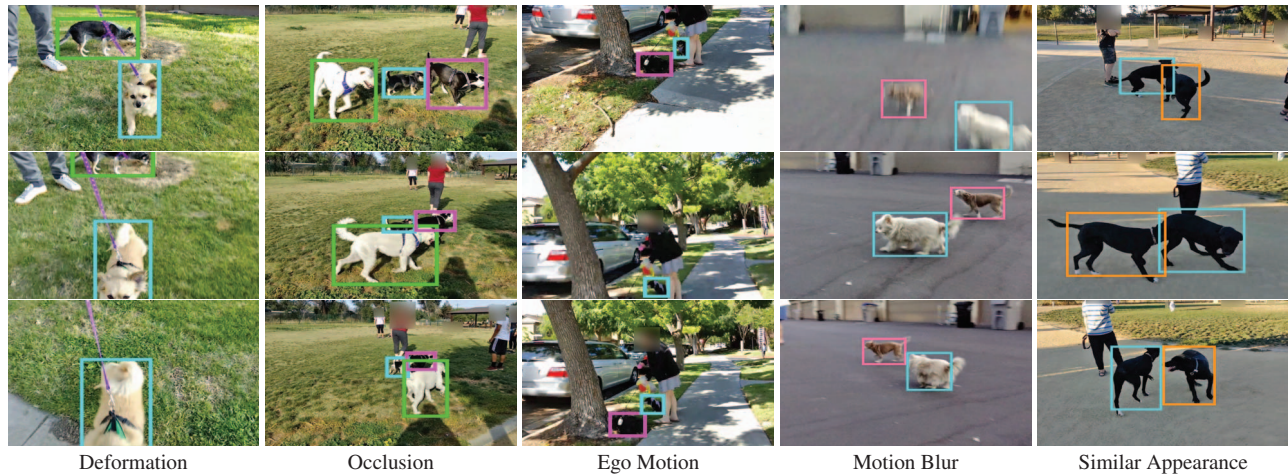 Deformation
Occlusion
Ego Motion
Motion Blur
Similar Appearance